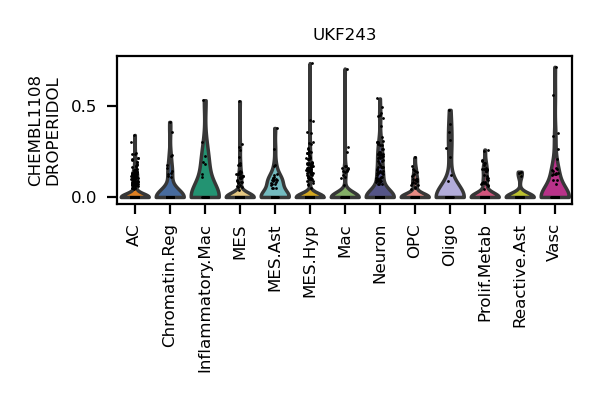 UKF243
CHEMBL1108
DROPERIDOL
0.5
0.0
AC
Chromatin.Reg
Inflammatory.Mac
MES
MES.Ast
MES.Hyp
Mac
Neuron
OPC
Oligo
Prolif.Metab
Reactive.Ast
Vasc